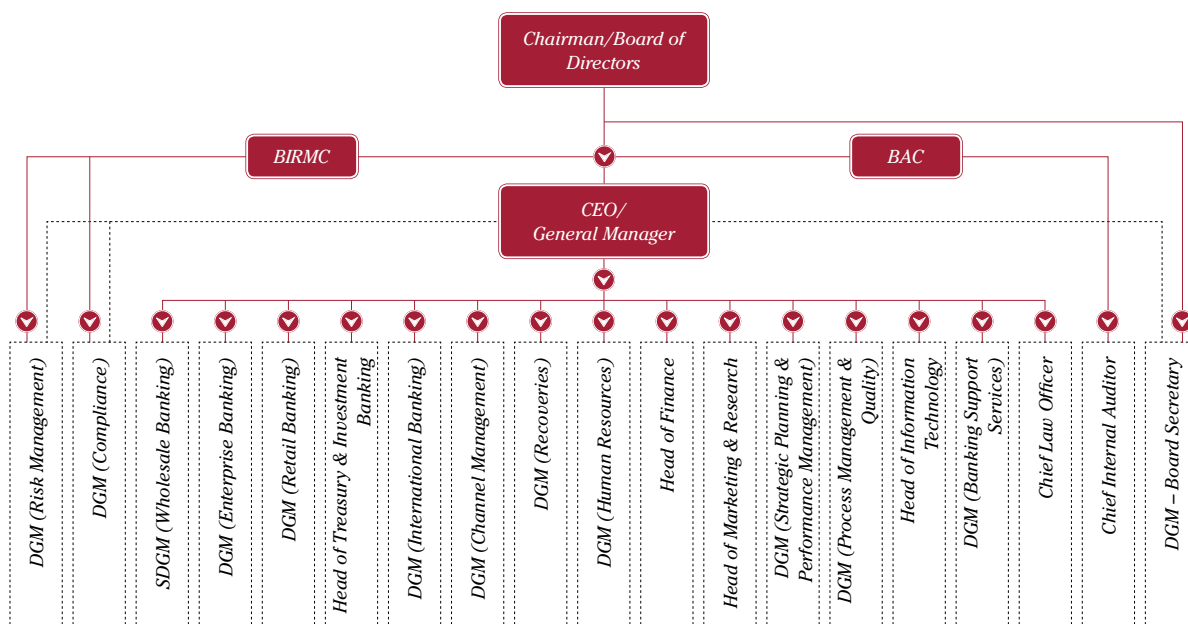 Chairman/Board of
Directors
BIRMC
BAC
CEO/
General Manager
DGM (Risk Management)
DGM (Compliance)
SDGM (Wholesale Banking)
DGM (Enterprise Banking)
DGM (Retail Banking)
Head of Treasury & Investment
Banking
DGM (International Banking)
DGM (Channel Management)
DGM (Recoveries)
DGM (Human Resources)
Head of Finance
Head of Marketing & Research
DGM (Strategic Planning &
Performance Management)
DGM (Process Management &
Quality)
Head of Information
Technology
DGM (Banking Support
Services)
Chief Law Officer
Chief Internal Auditor
DGM – Board Secretary